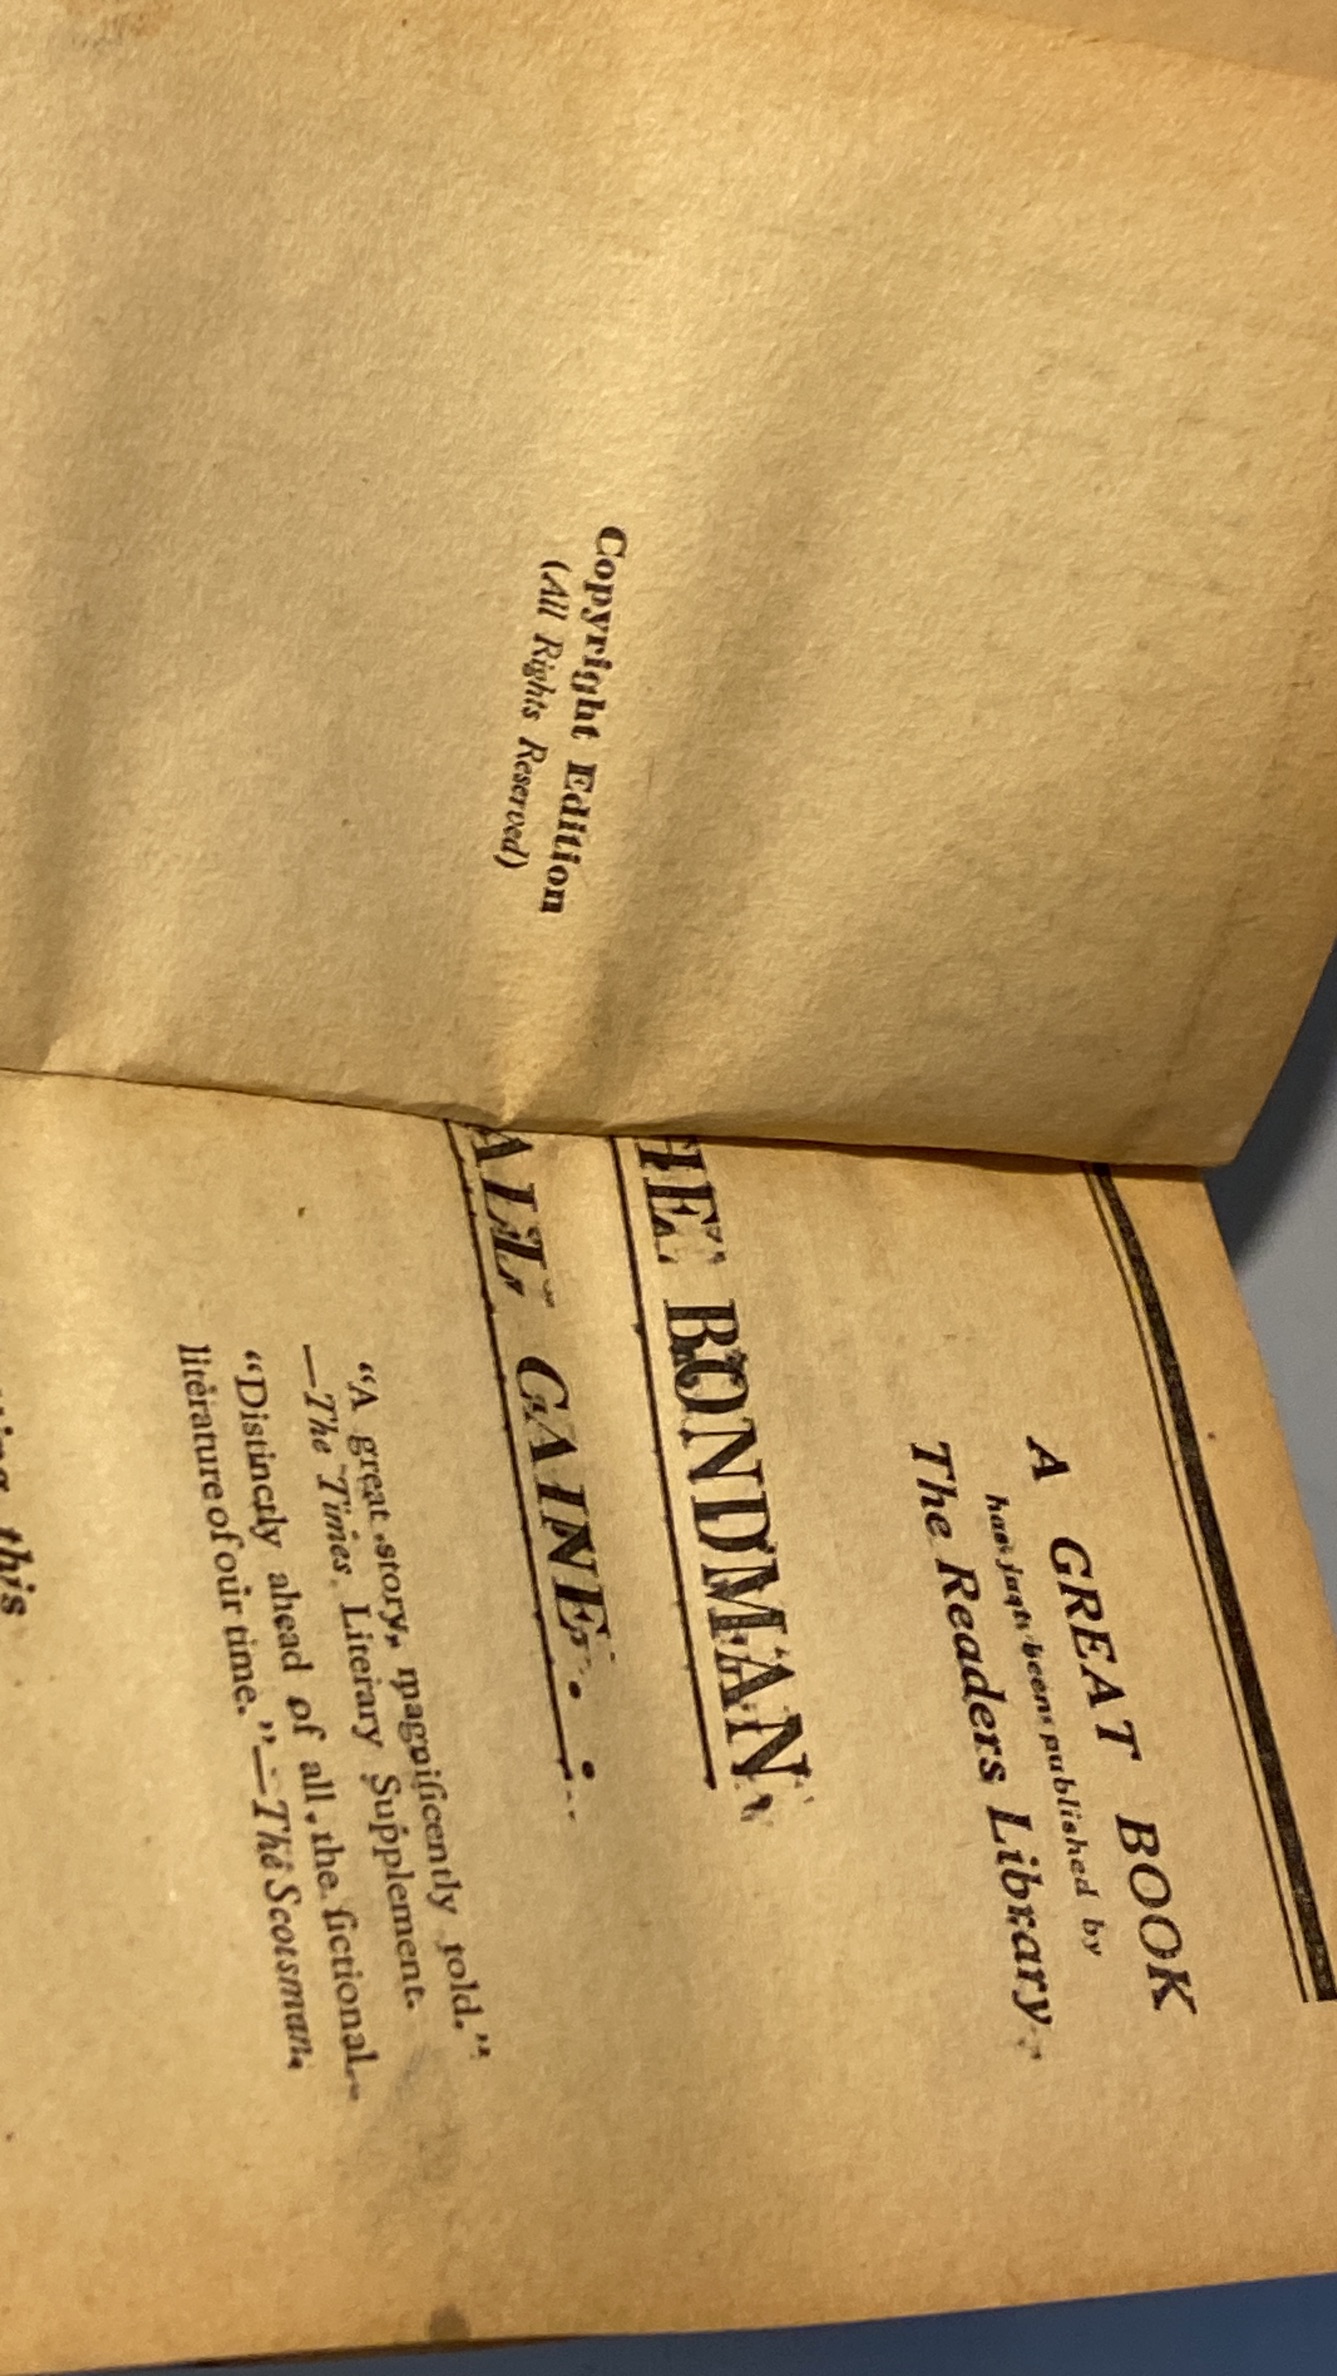 Copyright Edition
(All Rights Reserved)
A GREAT BOOK
has just been published by
The Readers Library
HE BONDMAN
ALL CAINE.
"A great story, magnificently told."
—The Times Literary Supplement.
"Distinctly ahead of all the fictional
literature of our time."—The Scotsman.
this